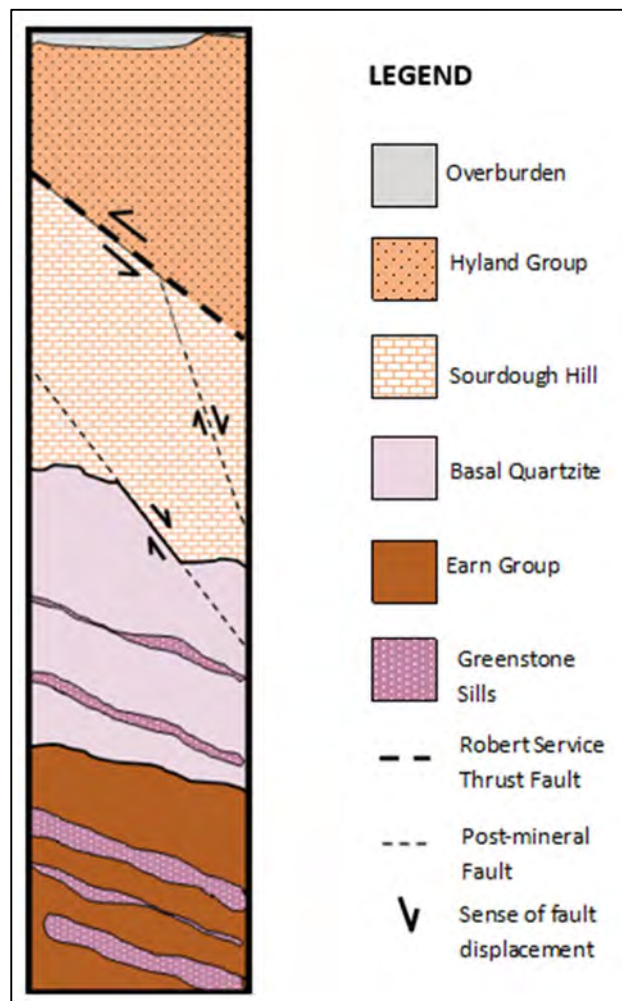 LEGEND
Overburden
Hyland Group
Sourdough Hill
Basal Quartzite
Earn Group
Greenstone
Sills
Robert Service
Thrust Fault
Post-mineral
Fault
Sense of fault
displacement